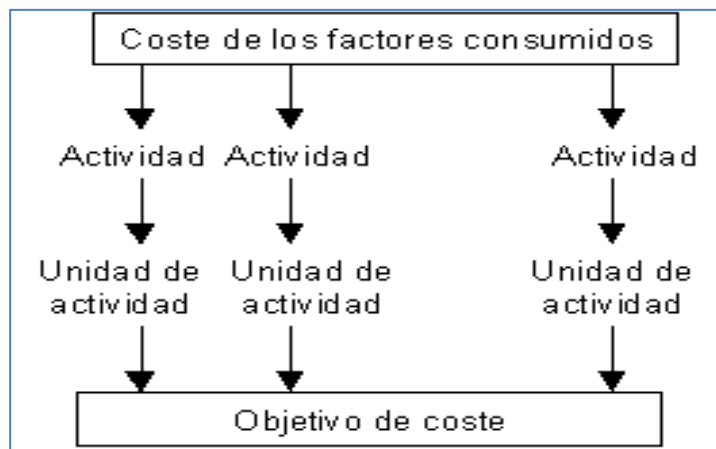 Coste de los factores consumidos
Actividad Actividad Actividad
Unidad de Unidad de Unidad de
actividad actividad actividad
Objetivo de coste